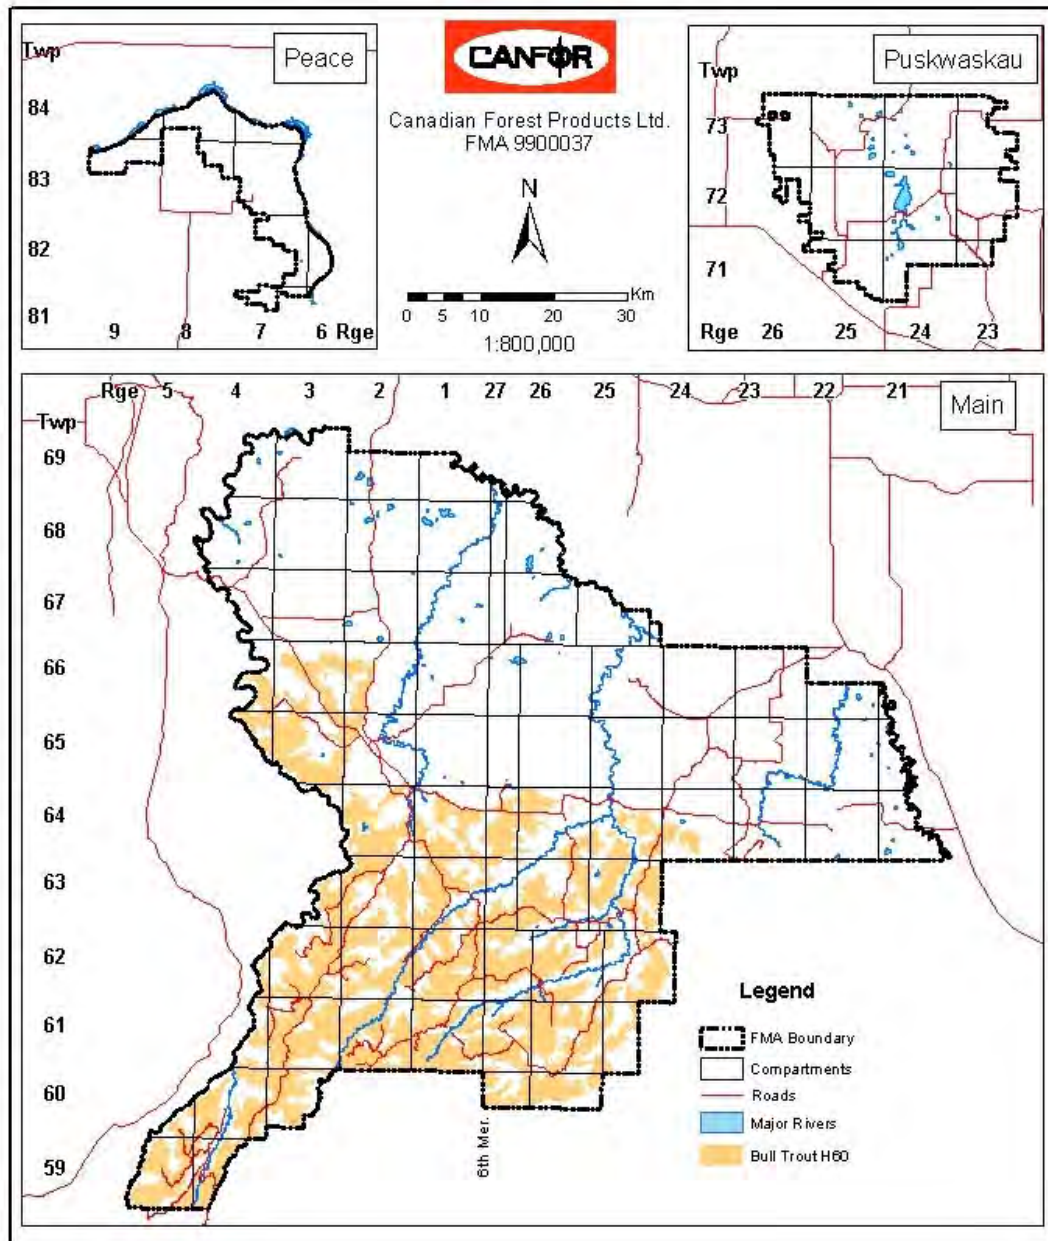 Peace
Twp
84
83
82
81
9 8 7 6 Rge
CANFOR
Canadian Forest Products Ltd.
FMA 9900037
N
Km
0 5 10 20 30
1:800,000
Puskwaskau
Twp
73
72
71
Rge 26 25 24 23
Main
Rge 5 4 3 2 1 27 26 25 24 23 22 21
Twp
69
68
67
66
65
64
63
62
61
60
59
6th Mer.
Legend
FMA Boundary
Compartments
Roads
Major Rivers
Bull Trout H60